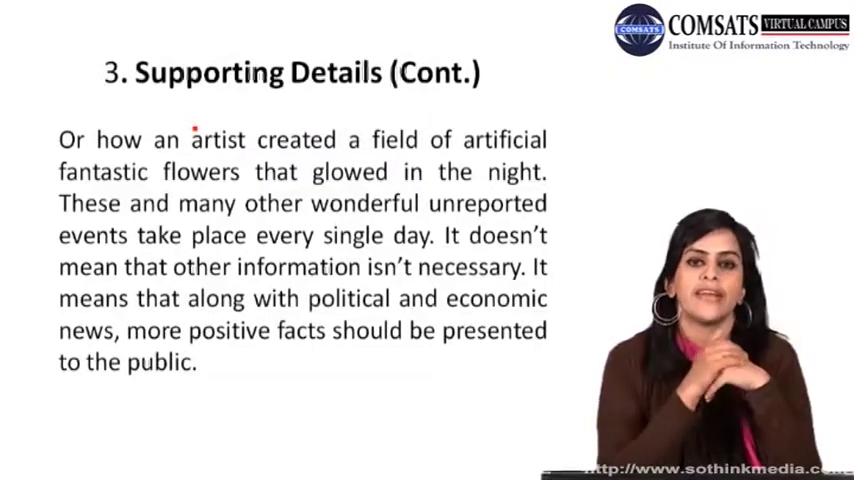 COMSATS VIRTUAL CAMPUS
COMSATS
Institute Of Information Technology
3. Supporting Details (Cont.)
Or how an artist created a field of artificial
fantastic flowers that glowed in the night.
These and many other wonderful unreported
events take place every single day. It doesn't
mean that other information isn't necessary. It
means that along with political and economic
news, more positive facts should be presented
to the public.
http://www.sothinkmedia.com